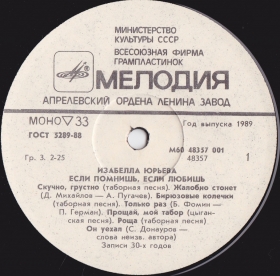 МИНИСТЕРСТВО
КУЛЬТУРЫ СССР
ВСЕСОЮЗНАЯ ФИРМА
ГРАМПЛАСТИНОК
МЕЛОДИЯ
АПРЕЛЕВСКИЙ ОРДЕНА ЛЕНИНА ЗАВОД
МОНО 33
Год выпуска 1989
ГОСТ 5289-88
М60 48357 001
Гр. 3. 2-25
48357
1
ИЗАБЕЛЛА ЮРЬЕВА
ЕСЛИ ПОМНИШЬ, ЕСЛИ ЛЮБИШЬ
Скучно, грустно (таборная песня). Жалобно стонет
(Д. Михайлов — А. Пугачев). Бирюзовые колечки
(таборная песня). Только раз (Б. Фомин —
П. Герман). Прощай, мой табор (цыган-
ская песня). Роща (таборная песня).
Он уехал (С. Донауров —
слова неизв. автора)
Записи 30-х годов